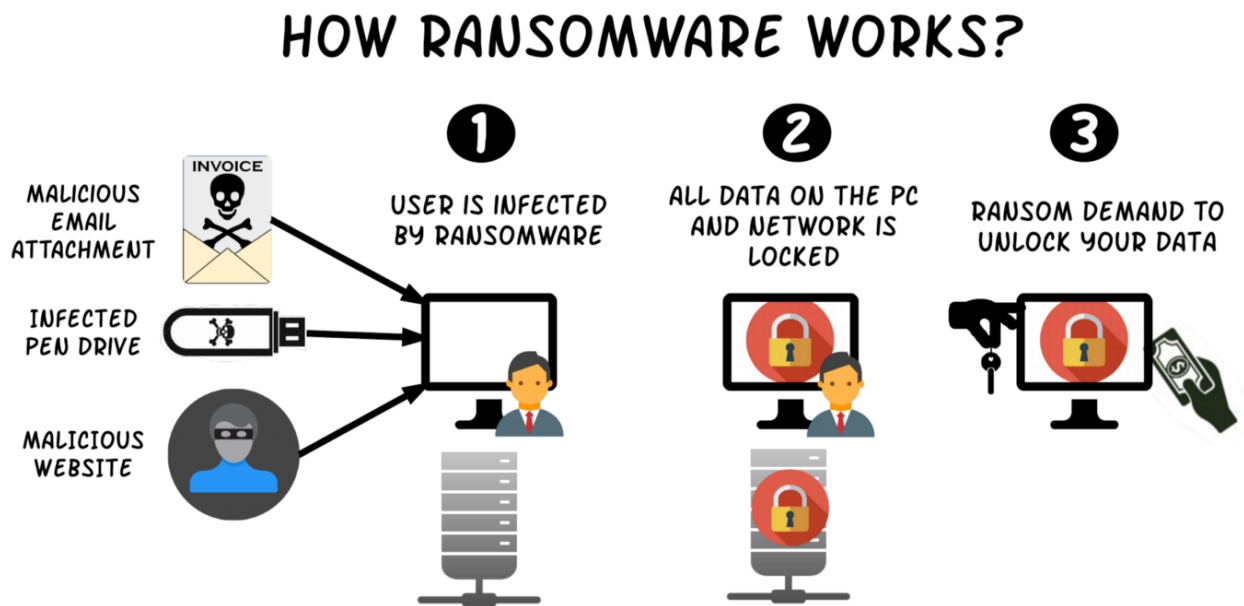 HOW RANSOMWARE WORKS?
MALICIOUS
EMAIL
ATTACHMENT
INVOICE
INFECTED
PEN DRIVE
MALICIOUS
WEBSITE
1
USER IS INFECTED
BY RANSOMWARE
2
ALL DATA ON THE PC
AND NETWORK IS
LOCKED
3
RANSOM DEMAND TO
UNLOCK YOUR DATA
$